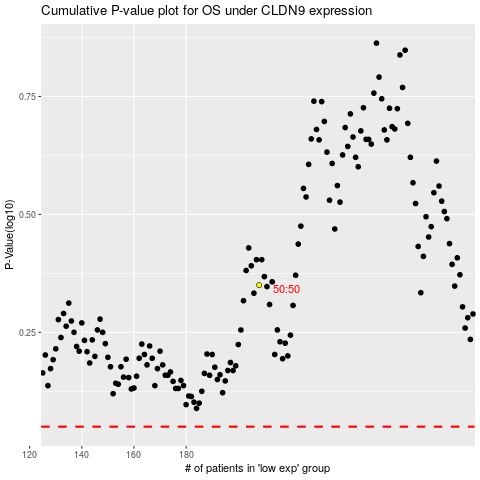 Cumulative P-value plot for OS under CLDN9 expression
P-Value(log10)
0.75
0.50
0.25
50:50
120 140 160 180
# of patients in 'low exp' group